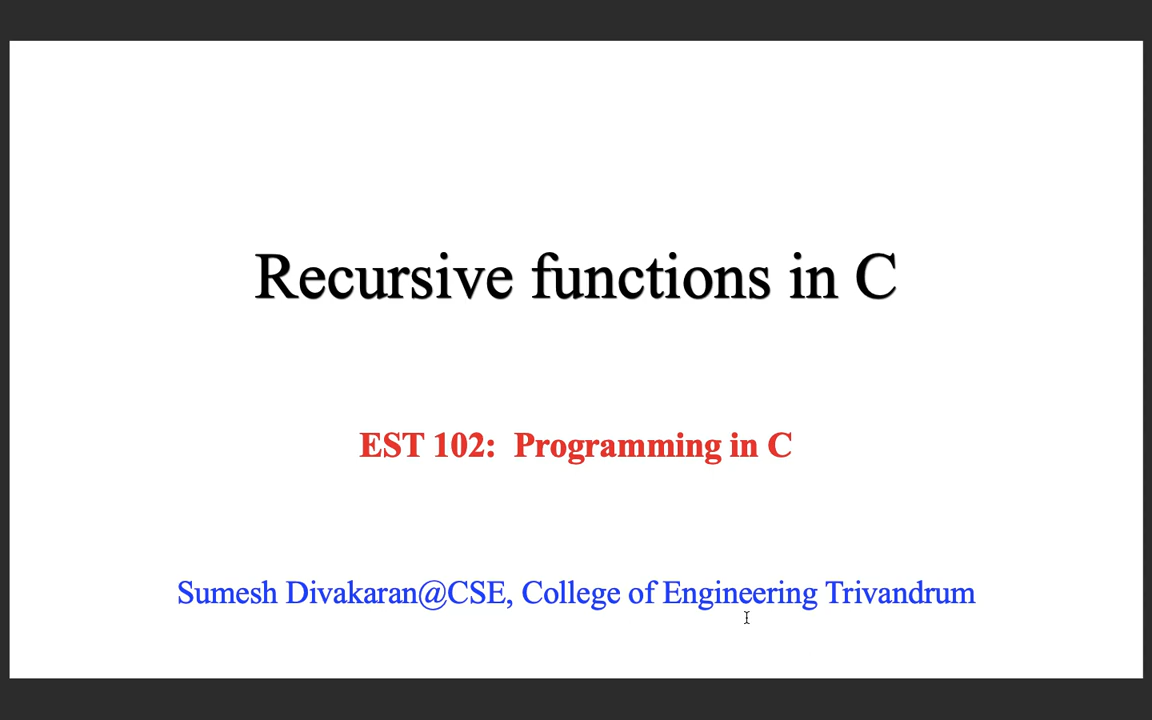 Recursive functions in C
EST 102: Programming in C
Sumesh Divakaran@CSE, College of Engineering Trivandrum